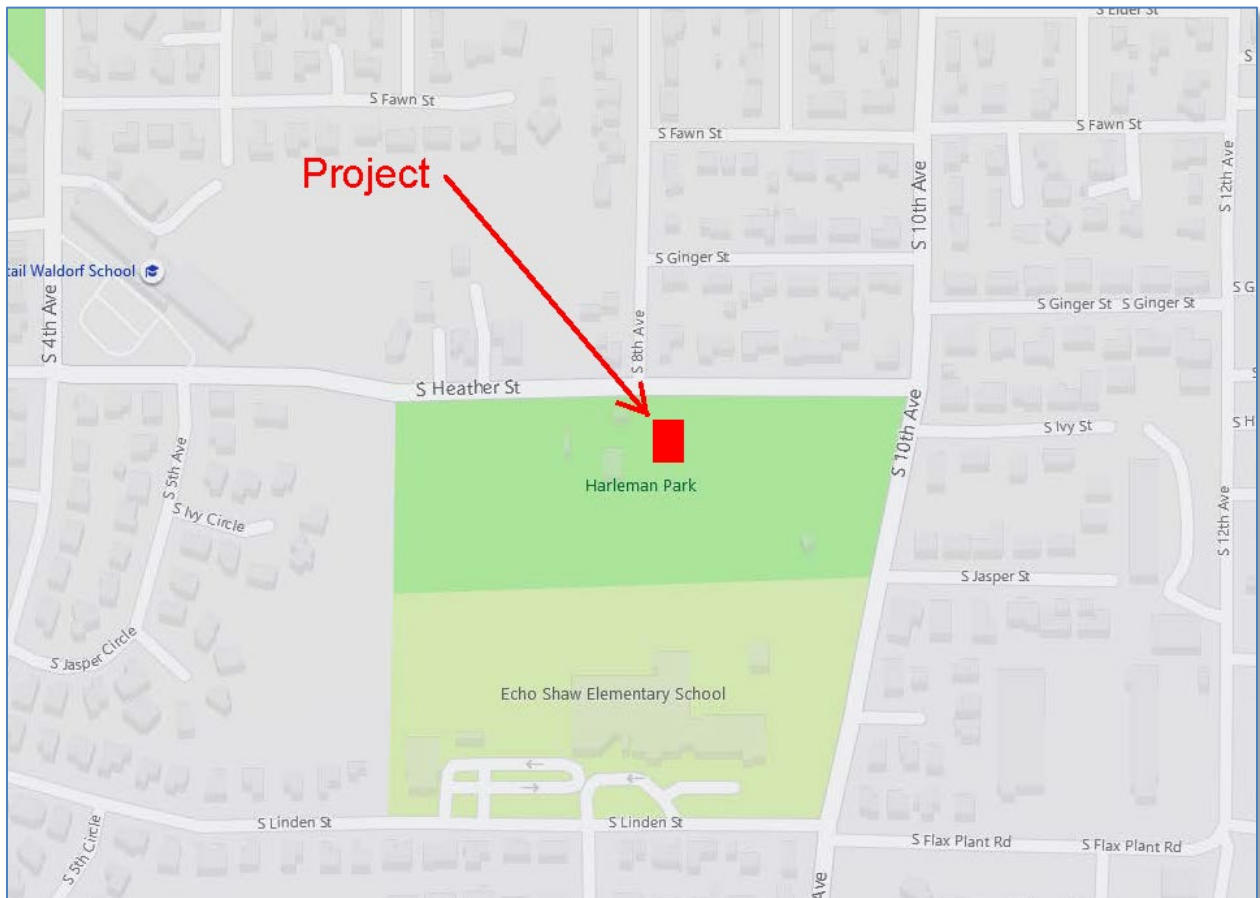 S Elder St
S
S Fawn St
S Fawn St
S Fawn St
Project
S 10th Ave
S 12th Ave
S Ginger St
tail Waldorf School
S G
S Ginger St S Ginger St
S 4th Ave
S 8th Ave
S Heather St
S 10th Ave
S Ivy St
S H
S 5th Ave
Harleman Park
S Ivy Circle
S 12th Ave
S Jasper St
S Jasper Circle
Echo Shaw Elementary School
S Linden St
S Linden St
S Flax Plant Rd
S Flax Plant Rd
S 5th Circle
Ave